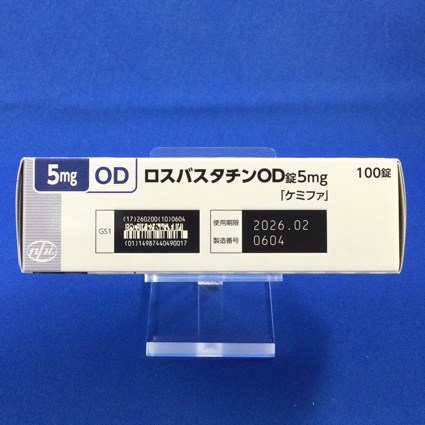 5mg
OD
ロスバスタチンOD錠5mg
「ケミファ」
100錠
GS1
(17)260200(10)0604
(01)14987440490017
使用期限 2026.02
製造番号 0604